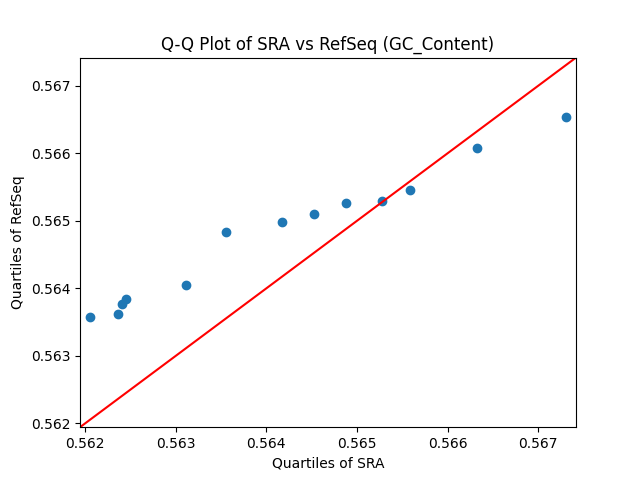 Q-Q Plot of SRA vs RefSeq (GC_Content)
Quartiles of RefSeq
0.567
0.566
0.565
0.564
0.563
0.562
0.562 0.563 0.564 0.565 0.566 0.567
Quartiles of SRA